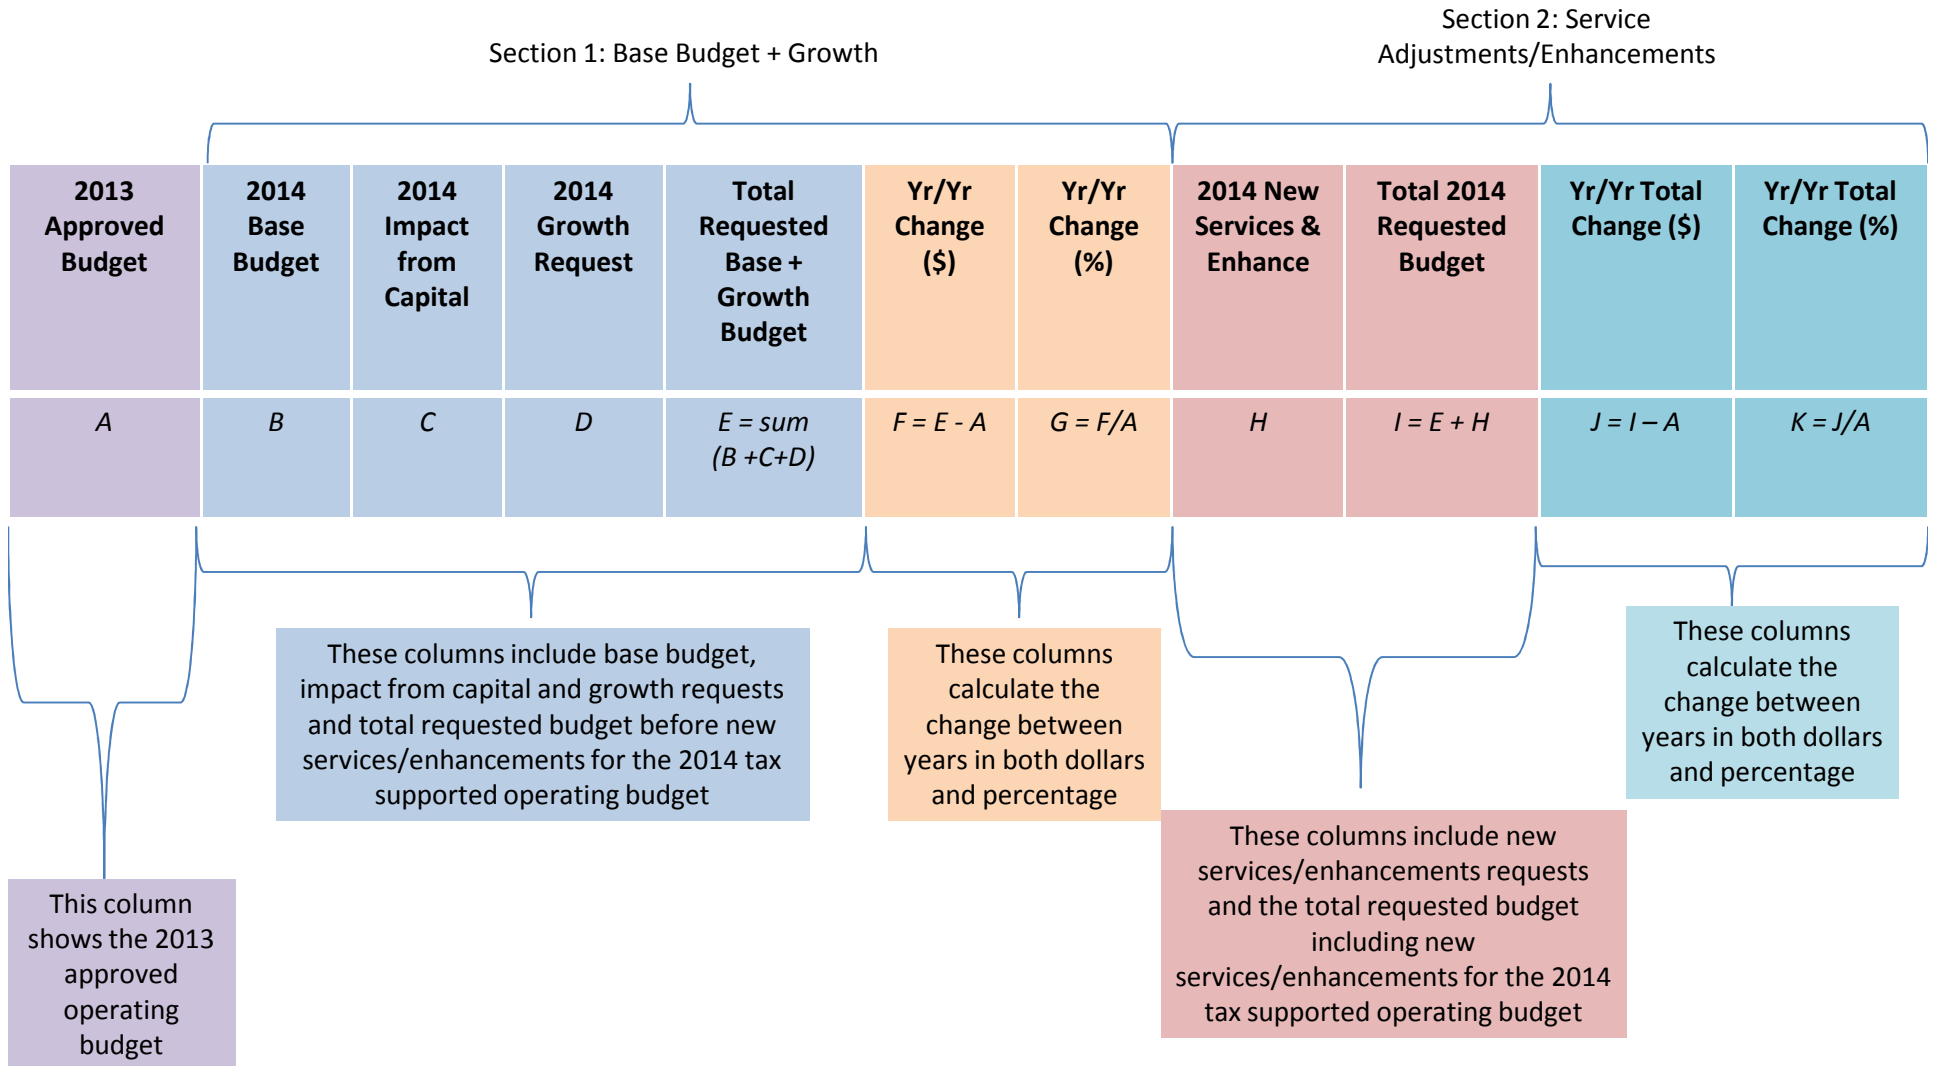 Section 1: Base Budget + Growth
Section 2: Service
Adjustments/Enhancements
2013
Approved
Budget
2014
Base
Budget
2014
Impact
from
Capital
2014
Growth
Request
Total
Requested
Base +
Growth
Budget
Yr/Yr
Change
($)
Yr/Yr
Change
(%)
2014 New
Services &
Enhance
Total 2014
Requested
Budget
Yr/Yr Total
Change ($)
Yr/Yr Total
Change (%)
A
B
C
D
E = sum
(B +C+D)
F = E - A
G = F/A
H
I = E + H
J = I – A
K = J/A
This column
shows the 2013
approved
operating
budget
These columns include base budget,
impact from capital and growth requests
and total requested budget before new
services/enhancements for the 2014 tax
supported operating budget
These columns
calculate the
change between
years in both dollars
and percentage
These columns include new
services/enhancements requests
and the total requested budget
including new
services/enhancements for the 2014
tax supported operating budget
These columns
calculate the
change between
years in both dollars
and percentage